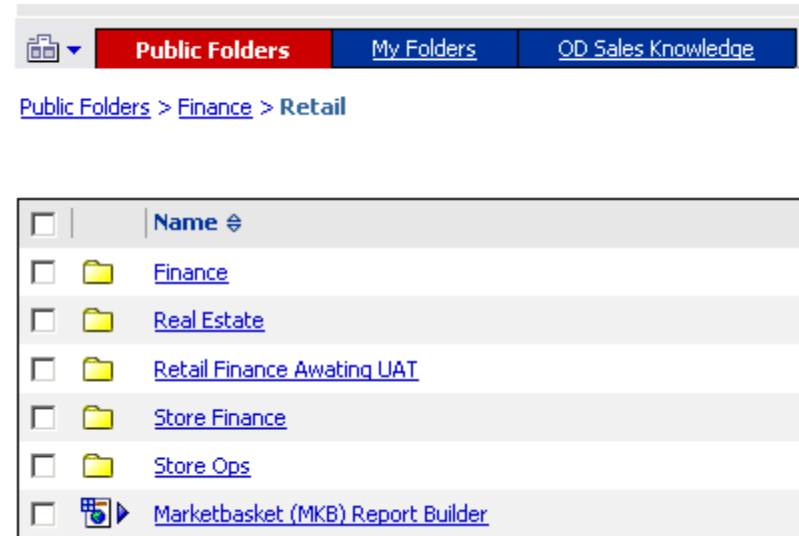 Public Folders My Folders OD Sales Knowledge
Public Folders > Finance > Retail
Name
Finance
Real Estate
Retail Finance Awating UAT
Store Finance
Store Ops
Marketbasket (MKB) Report Builder